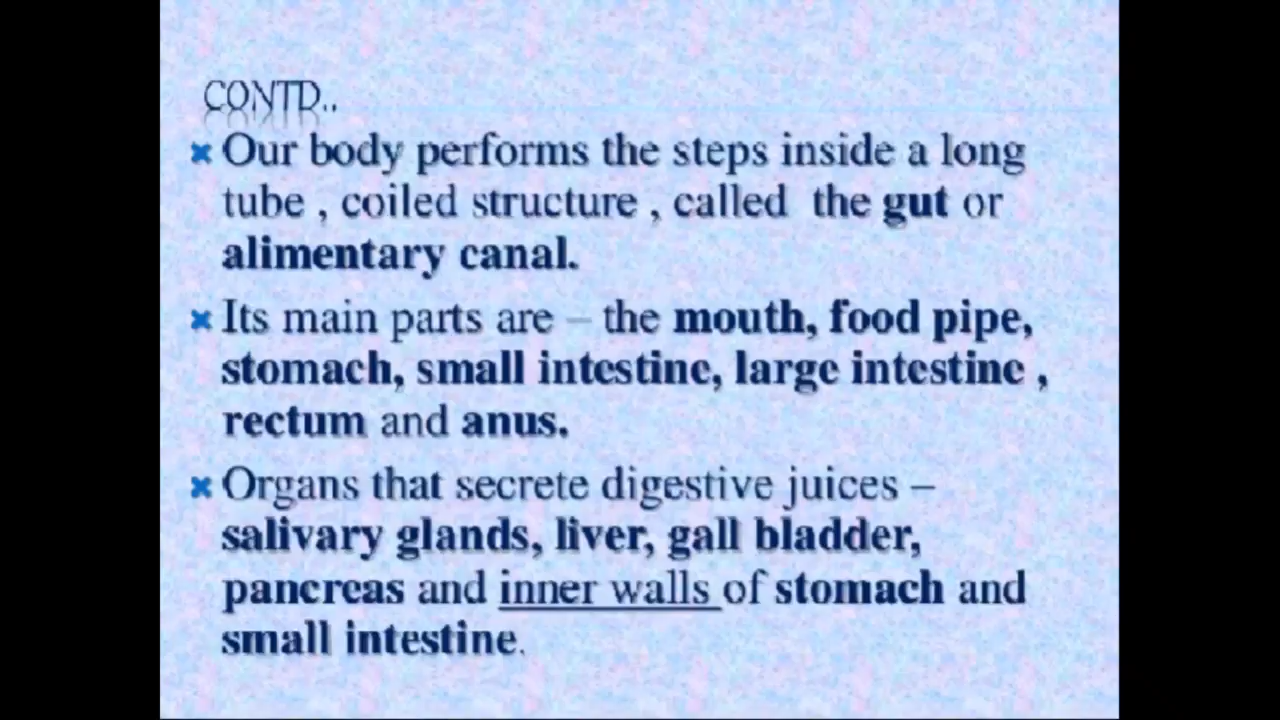 CONTD..
Our body performs the steps inside a long
tube , coiled structure , called the gut or
alimentary canal.
Its main parts are – the mouth, food pipe,
stomach, small intestine, large intestine ,
rectum and anus.
Organs that secrete digestive juices –
salivary glands, liver, gall bladder,
pancreas and inner walls of stomach and
small intestine.